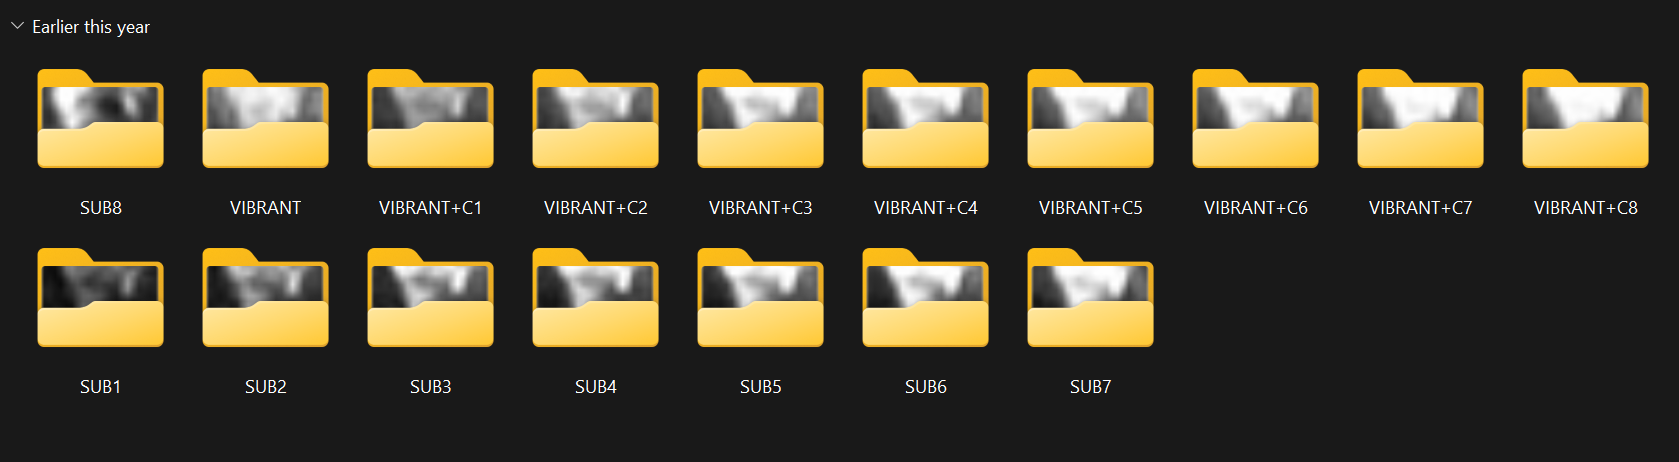 Earlier this year
SUB8 VIBRANT VIBRANT+C1 VIBRANT+C2 VIBRANT+C3 VIBRANT+C4 VIBRANT+C5 VIBRANT+C6 VIBRANT+C7 VIBRANT+C8
SUB1 SUB2 SUB3 SUB4 SUB5 SUB6 SUB7